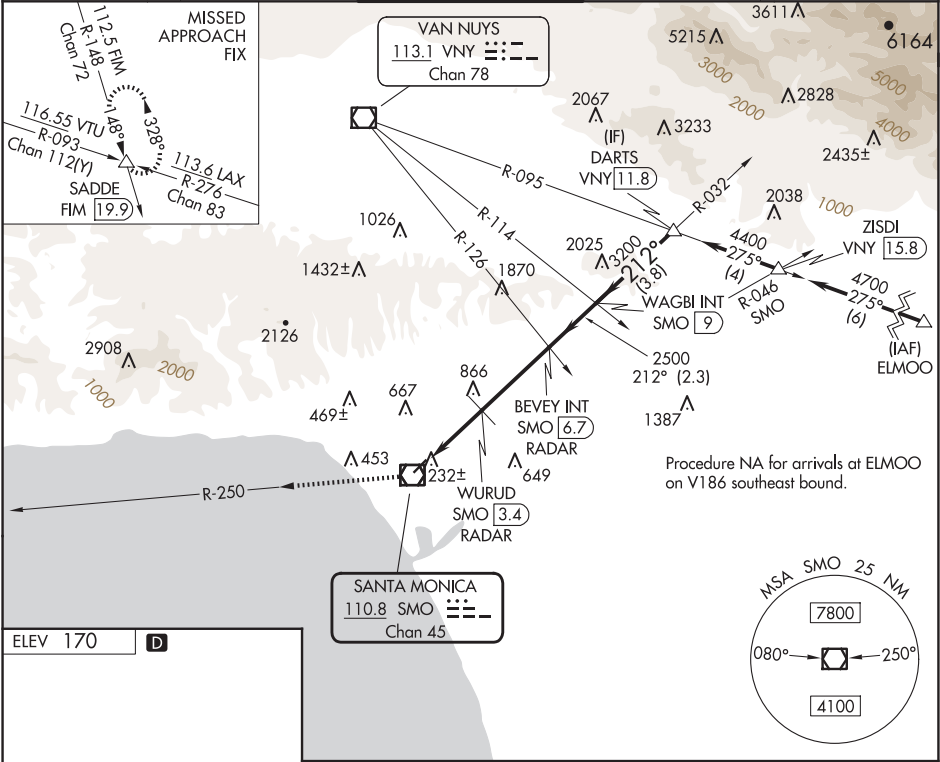 MISSED
APPROACH
FIX
112.5 FIM
R-148
Chan 72
148°
328°
116.55 VTU
R-093
Chan 112(Y)
113.6 LAX
R-276
Chan 83
SADDE
FIM 19.9
VAN NUYS
113.1 VNY
Chan 78
3611
5215
6164
3000
2000
5000
4000
2828
2067
3233
2435±
(IF)
DARTS
VNY 11.8
R-095
R-032
R-114
R-126
2038
1000
ZISDI
VNY 15.8
4400
275°
(4)
4700
275°
(6)
R-046
SMO
(IAF)
ELMOO
1026
1432±
1870
2025
3200
212°
(3.8)
WAGBI INT
SMO 9
2126
2908
1000
2000
2500
212° (2.3)
866
667
469±
BEVEY INT
SMO 6.7
RADAR
1387
453
232±
649
WURUD
SMO 3.4
RADAR
Procedure NA for arrivals at ELMOO
on V186 southeast bound.
R-250
SANTA MONICA
110.8 SMO
Chan 45
MSA SMO 25 NM
7800
080°
250°
4100
ELEV 170 D